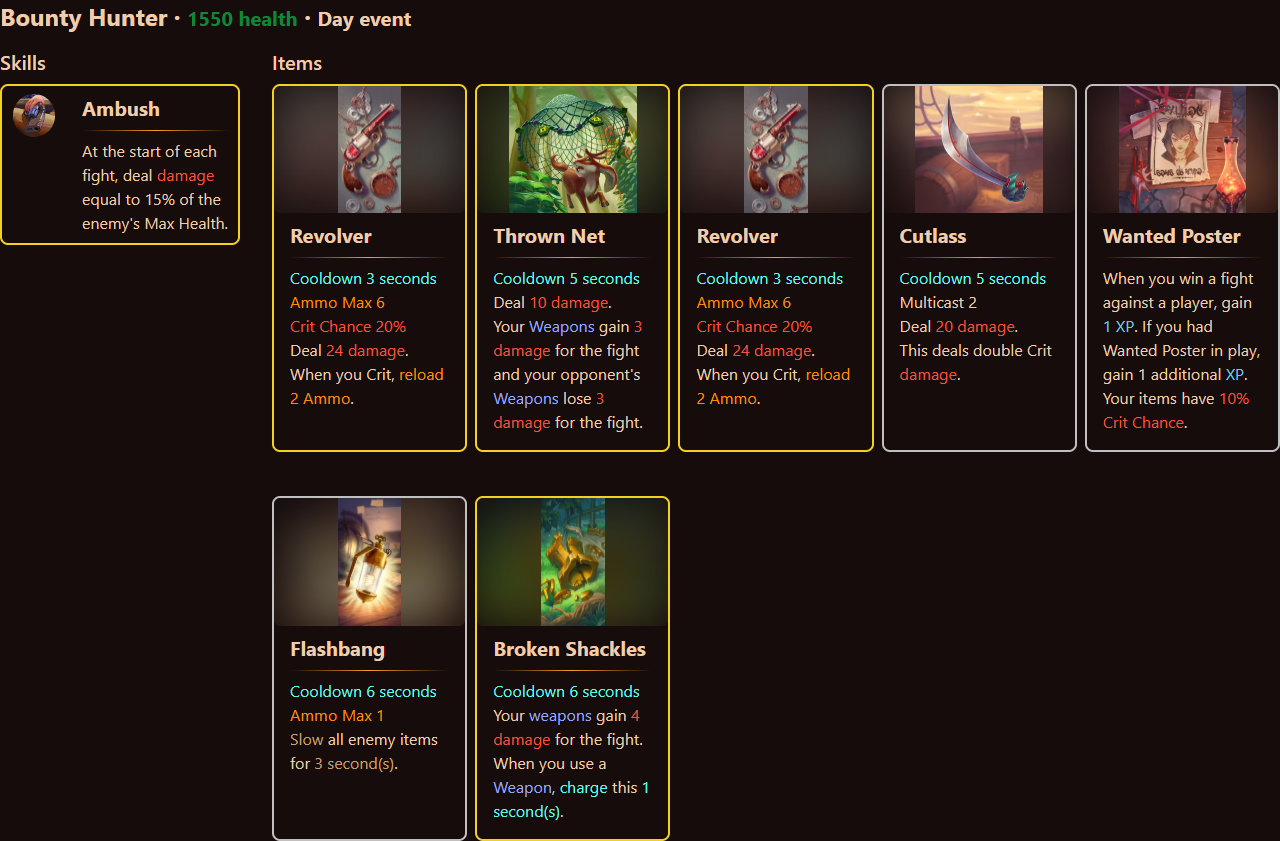 Bounty Hunter · 1550 health · Day event
Skills
Ambush
At the start of each
fight, deal damage
equal to 15% of the
enemy's Max Health.
Items
Revolver
Cooldown 3 seconds
Ammo Max 6
Crit Chance 20%
Deal 24 damage.
When you Crit, reload
2 Ammo.
Thrown Net
Cooldown 5 seconds
Deal 10 damage.
Your Weapons gain 3
damage for the fight
and your opponent's
Weapons lose 3
damage for the fight.
Revolver
Cooldown 3 seconds
Ammo Max 6
Crit Chance 20%
Deal 24 damage.
When you Crit, reload
2 Ammo.
Cutlass
Cooldown 5 seconds
Multicast 2
Deal 20 damage.
This deals double Crit
damage.
Wanted Poster
When you win a fight
against a player, gain
1 XP. If you had
Wanted Poster in play,
gain 1 additional XP.
Your items have 10%
Crit Chance.
Flashbang
Cooldown 6 seconds
Ammo Max 1
Slow all enemy items
for 3 second(s).
Broken Shackles
Cooldown 6 seconds
Your weapons gain 4
damage for the fight.
When you use a
Weapon, charge this 1
second(s).